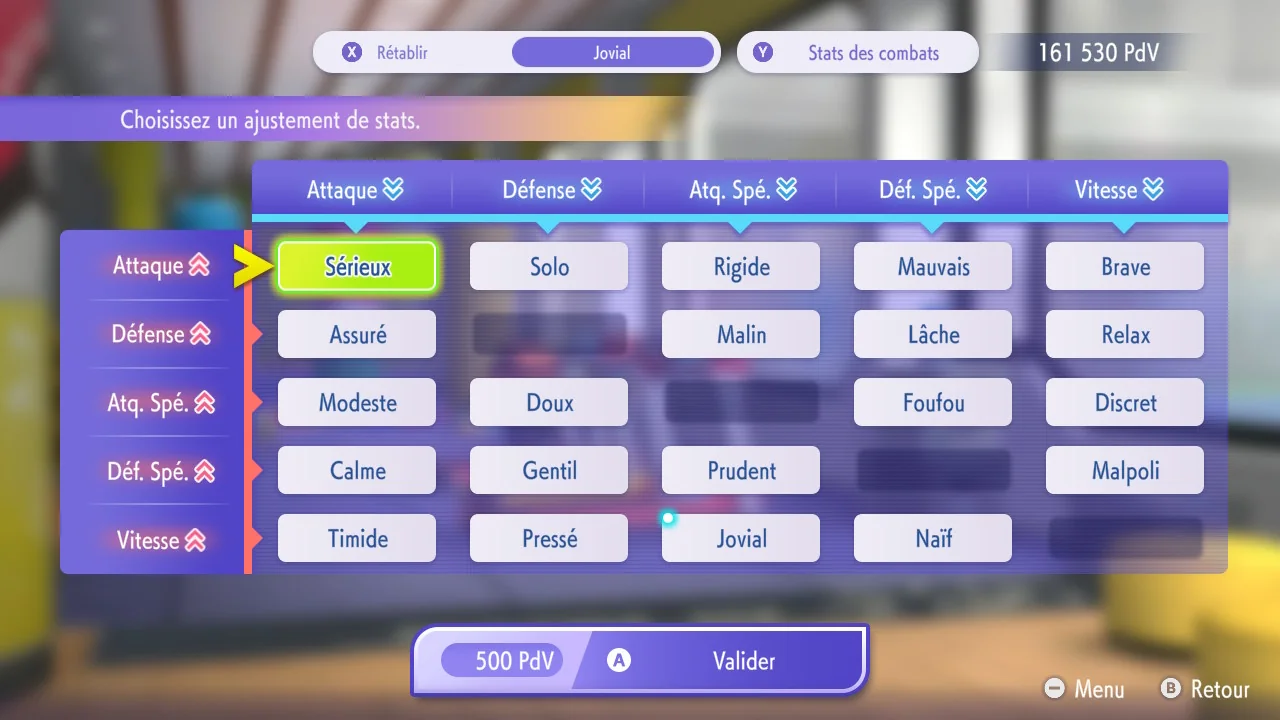 X Rétablir Jovial Y Stats des combats 161 530 PdV
Choisissez un ajustement de stats.
Attaque Défense Atq. Spé. Déf. Spé. Vitesse
Attaque Sérieux Solo Rigide Mauvais Brave
Défense Assuré Malin Lâche Relax
Atq. Spé. Modeste Doux Foufou Discret
Déf. Spé. Calme Gentil Prudent Malpoli
Vitesse Timide Pressé Jovial Naïf
500 PdV A Valider
Menu B Retour